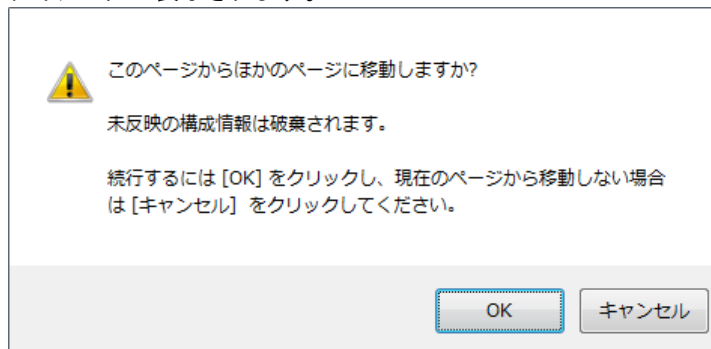 このページからほかのページに移動しますか?
未反映の構成情報は破棄されます。
続行するには [OK] をクリックし、現在のページから移動しない場合
は [キャンセル] をクリックしてください。
OK
キャンセル